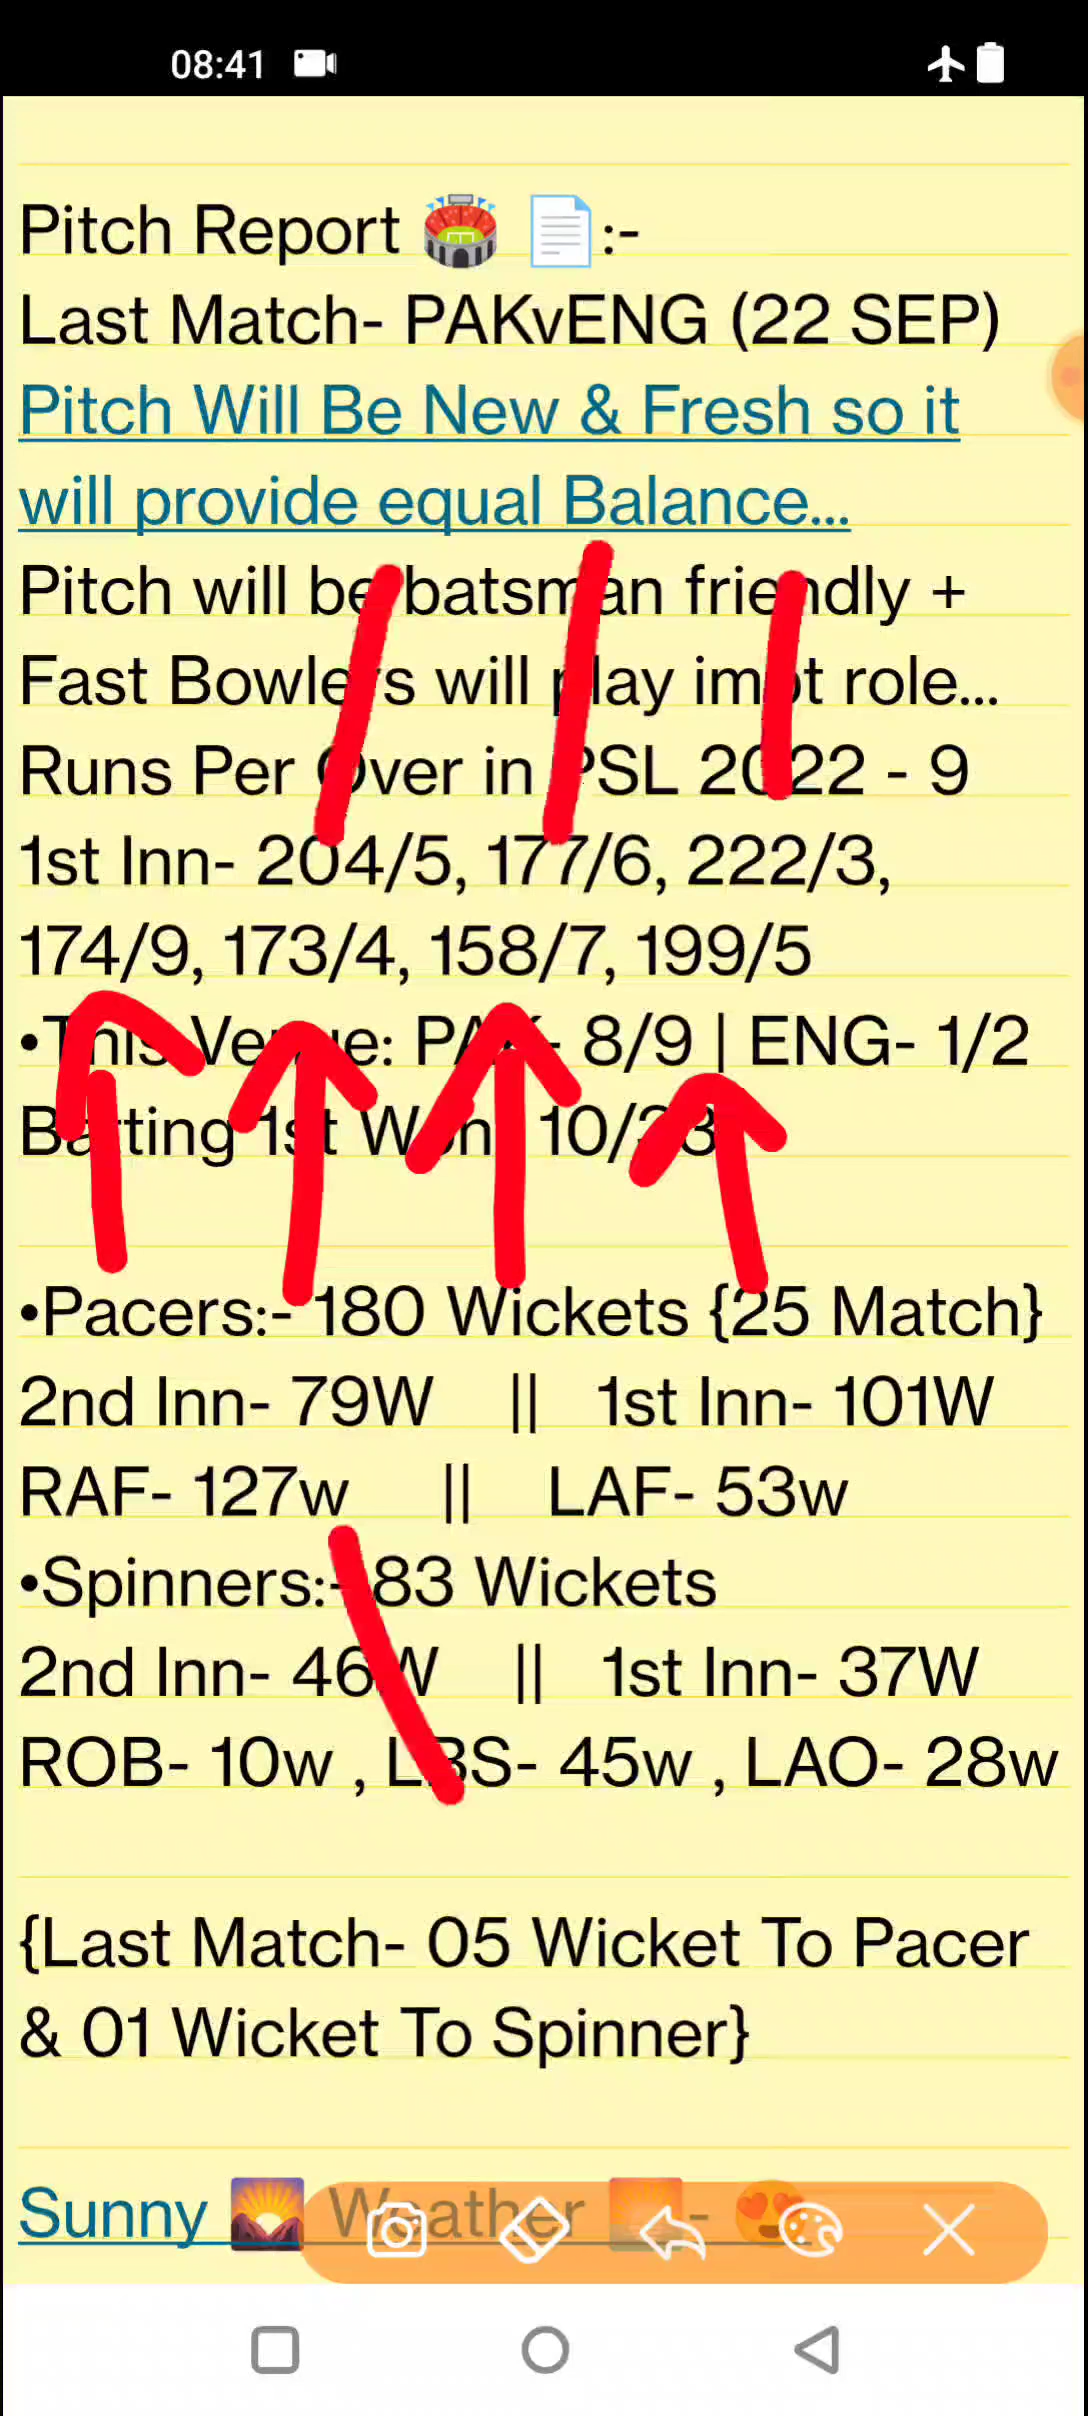 08:41
Pitch Report 🏟️ 📄:-
Last Match- PAKvENG (22 SEP)
Pitch Will Be New & Fresh so it
will provide equal Balance...
Pitch will be batsman friendly +
Fast Bowlers will play impt role...
Runs Per Over in PSL 2022 - 9
1st Inn- 204/5, 177/6, 222/3,
174/9, 173/4, 158/7, 199/5
•This Venue: PAK- 8/9 | ENG- 1/2
Batting 1st Won 10/
•Pacers:- 180 Wickets {25 Match}
2nd Inn- 79W || 1st Inn- 101W
RAF- 127w || LAF- 53w
•Spinners:- 83 Wickets
2nd Inn- 46W || 1st Inn- 37W
ROB- 10w , LBS- 45w , LAO- 28w
{Last Match- 05 Wicket To Pacer
& 01 Wicket To Spinner}
Sunny 🌄 Weather 🌅- 😍